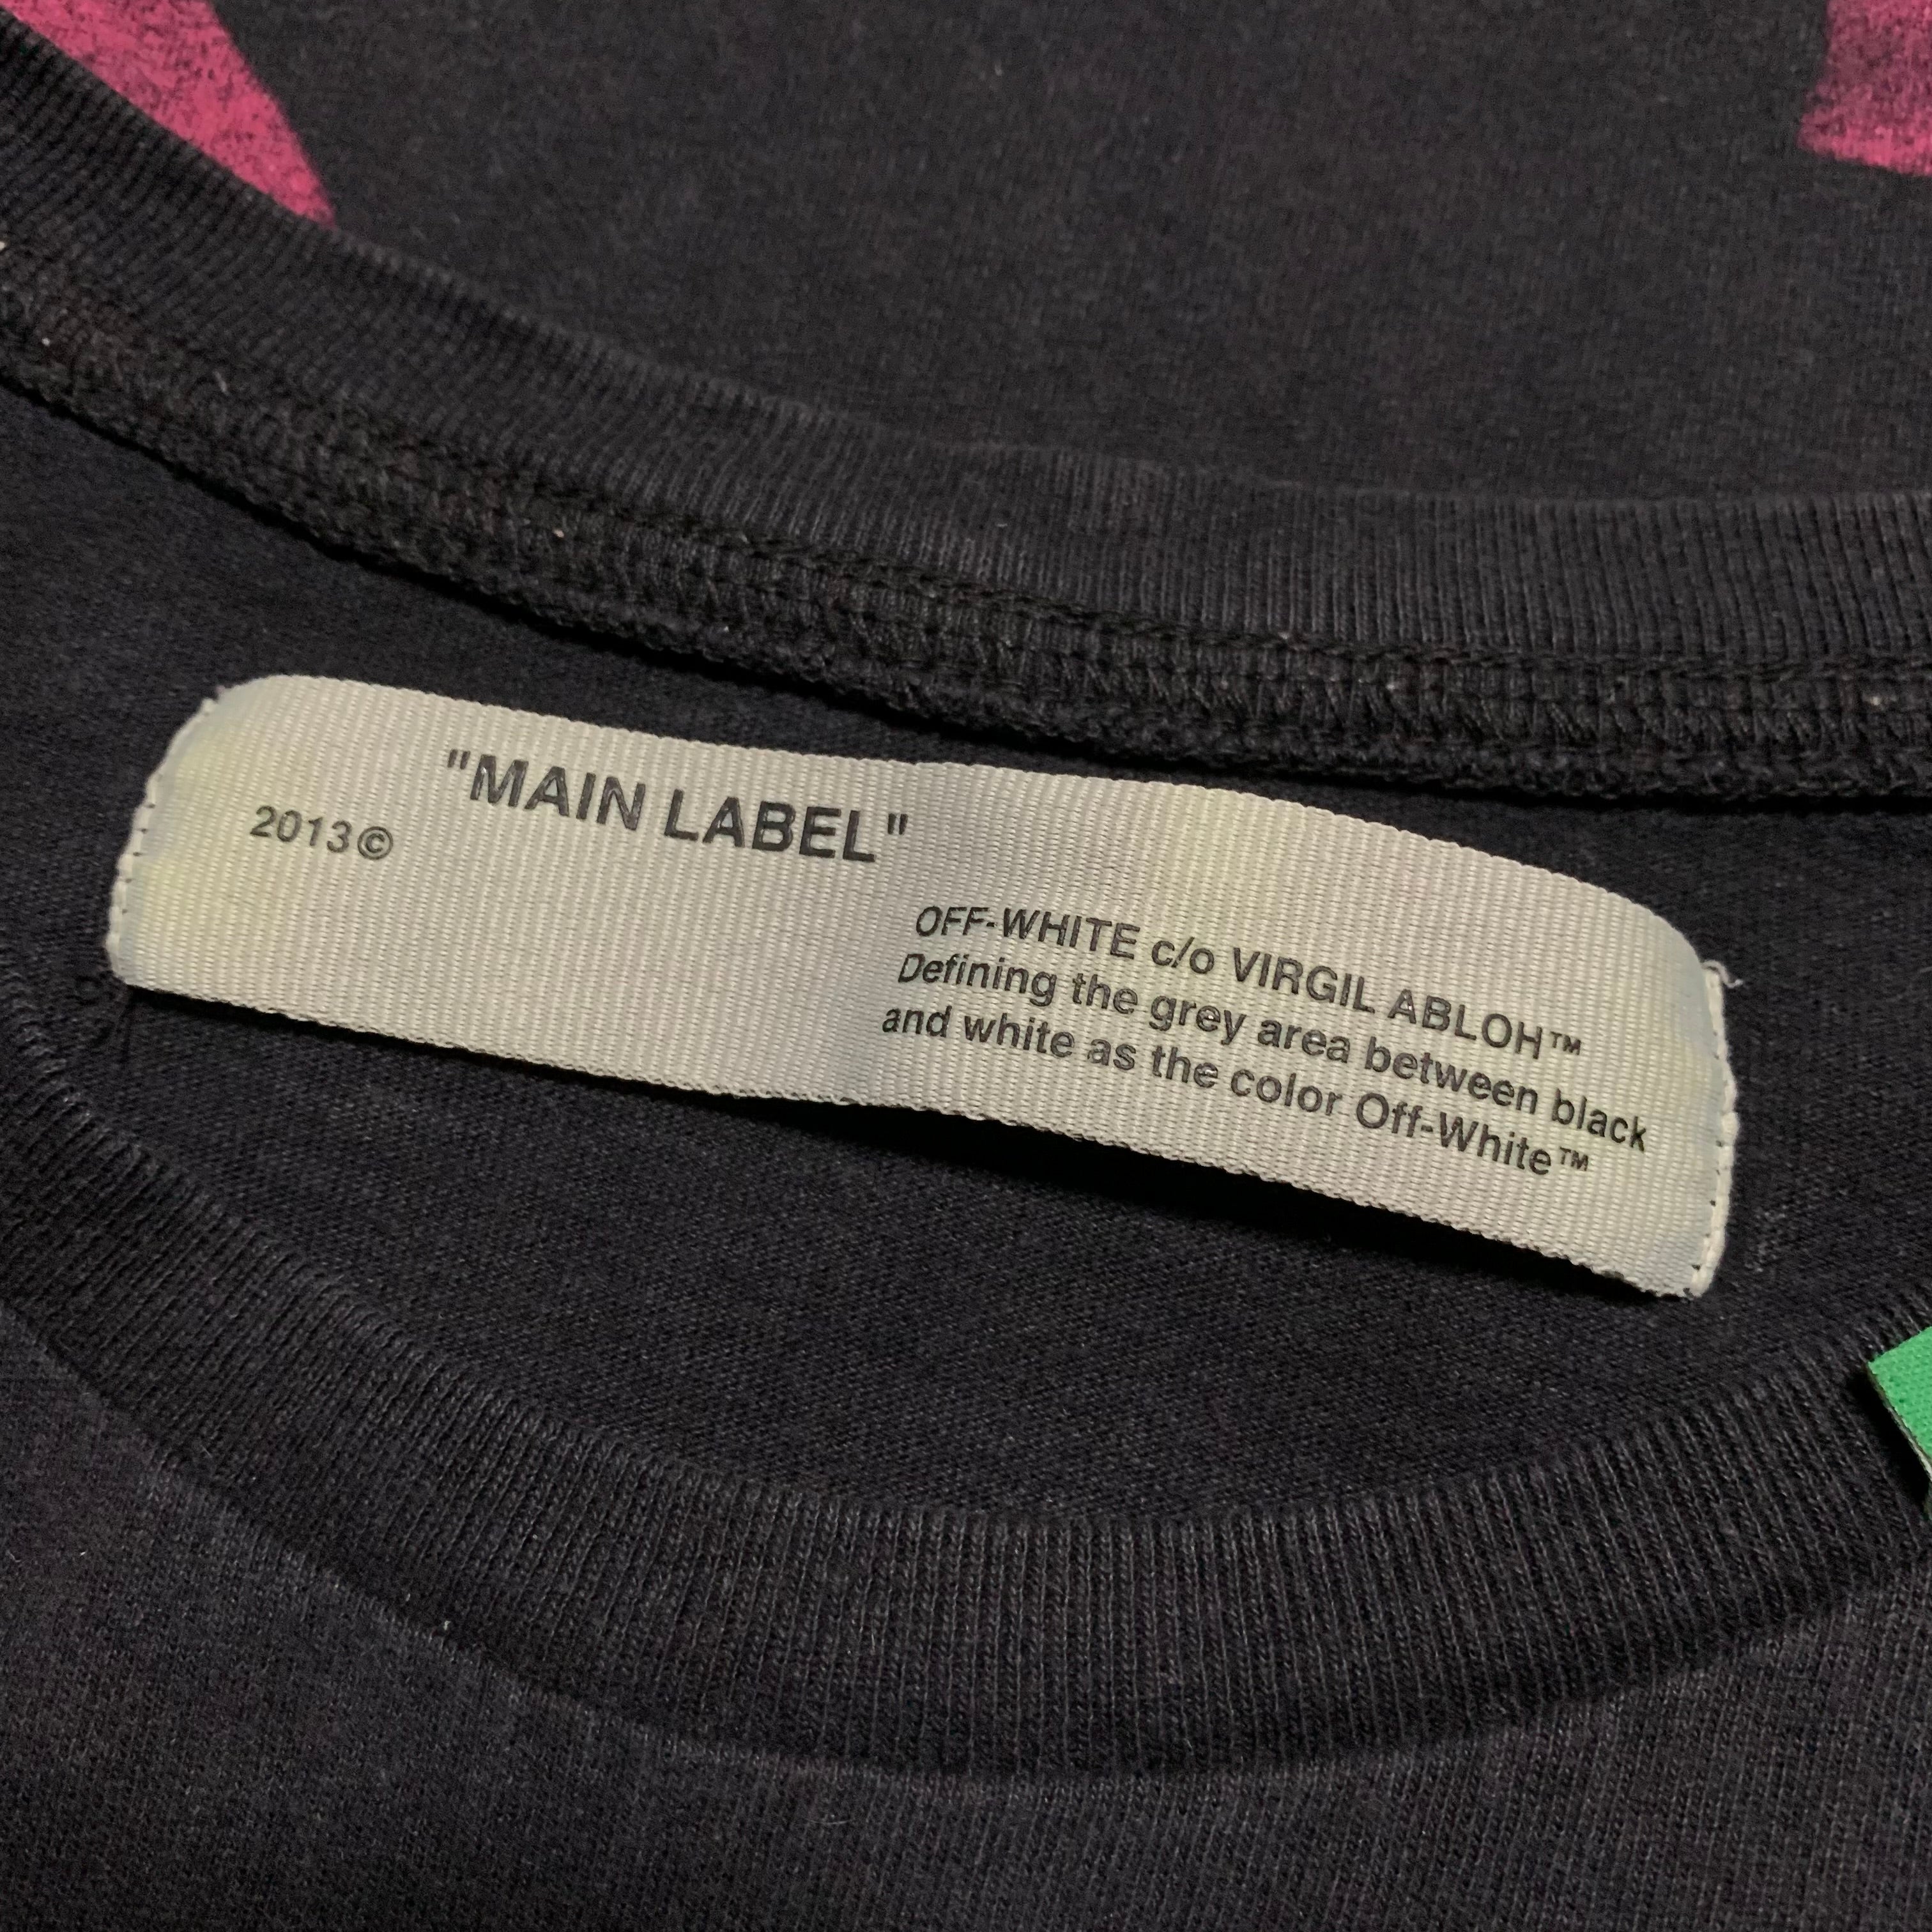 "MAIN LABEL"
2013©
OFF-WHITE c/o VIRGIL ABLOH™
Defining the grey area between black
and white as the color Off-White™